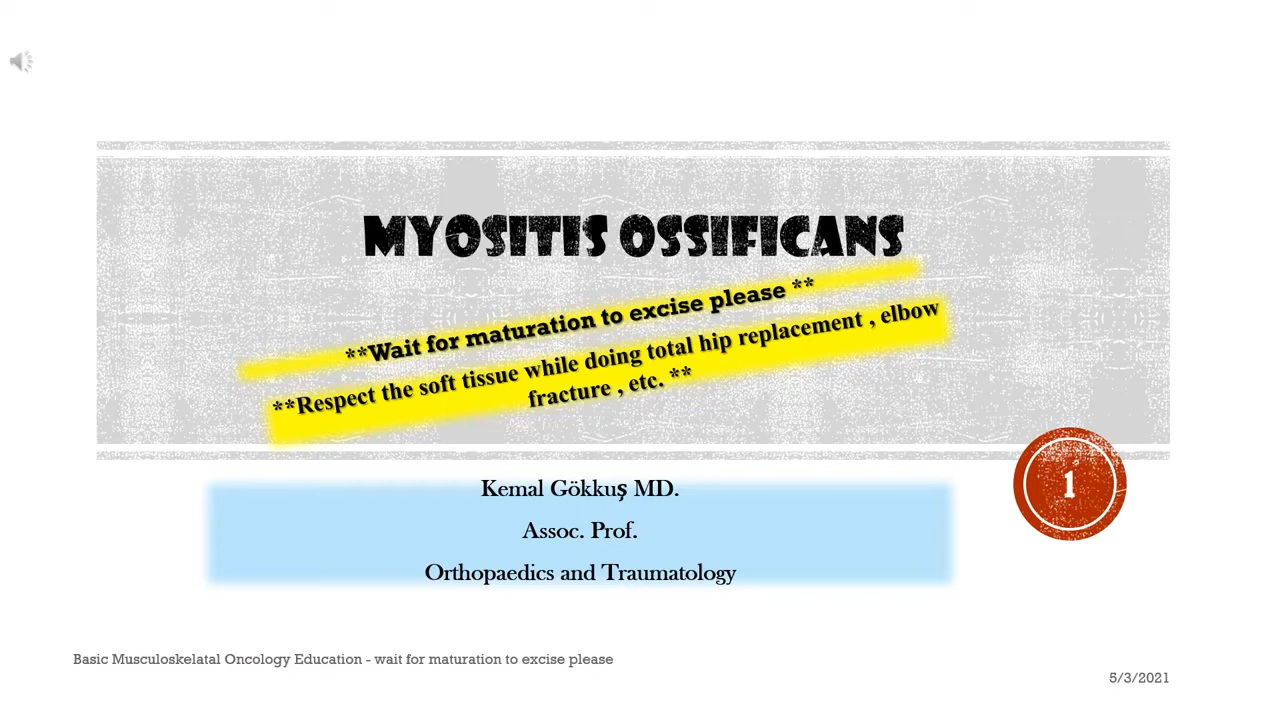 MYOSITIS OSSIFICANS
**Wait for maturation to excise please **
**Respect the soft tissue while doing total hip replacement , elbow
fracture , etc. **
1
Kemal Gökkuş MD.
Assoc. Prof.
Orthopaedics and Traumatology
Basic Musculoskelatal Oncology Education - wait for maturation to excise please
5/3/2021